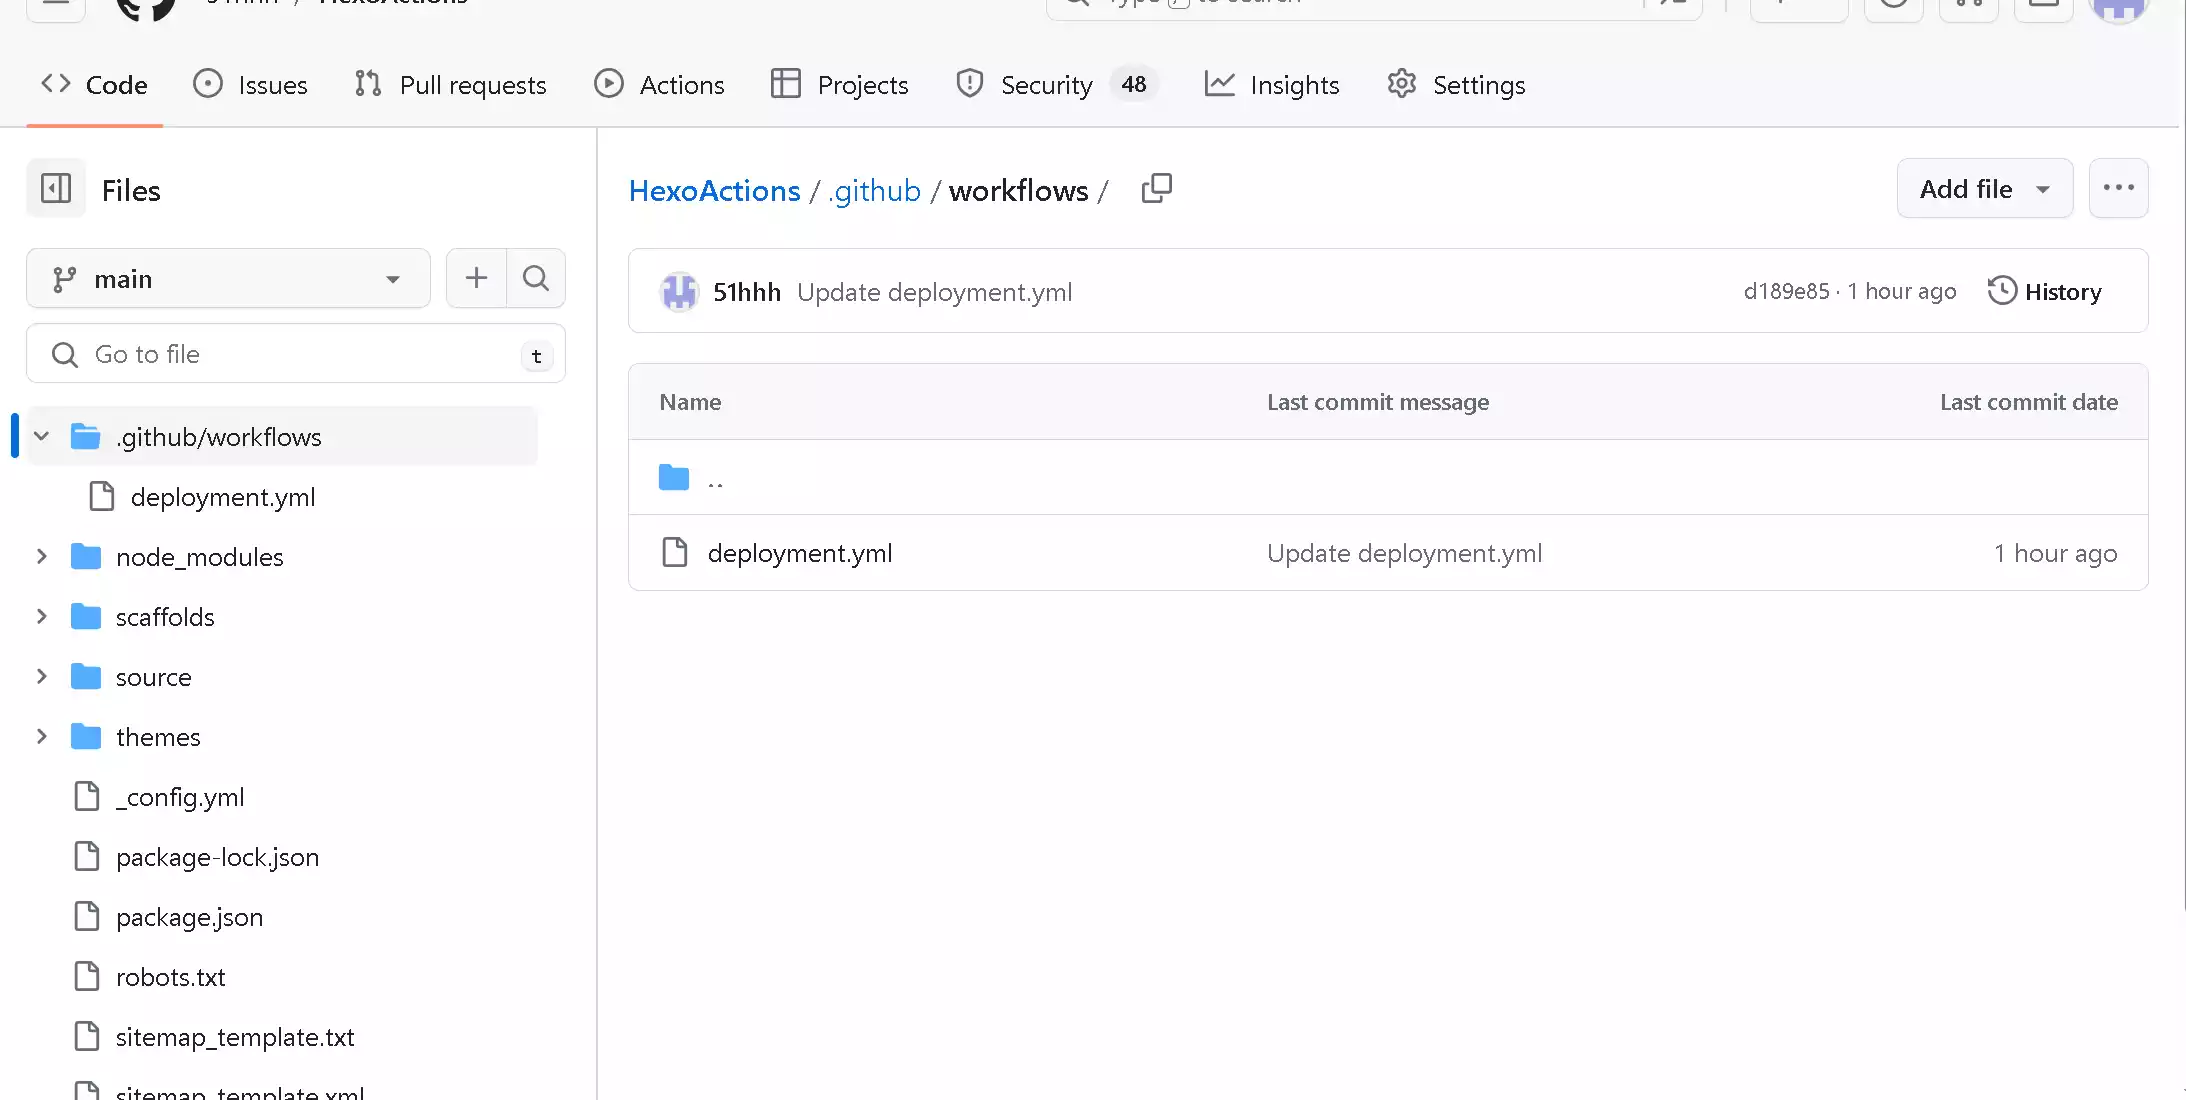 HexoActions
to search
Code
Issues
Pull requests
Actions
Projects
Security 48
Insights
Settings
Files
main
Go to file t
.github/workflows
deployment.yml
node_modules
scaffolds
source
themes
_config.yml
package-lock.json
package.json
robots.txt
sitemap_template.txt
sitemap_template.xml
HexoActions / .github / workflows /
Add file
51hhh Update deployment.yml
d189e85 · 1 hour ago
History
Name Last commit message Last commit date
..
deployment.yml Update deployment.yml 1 hour ago